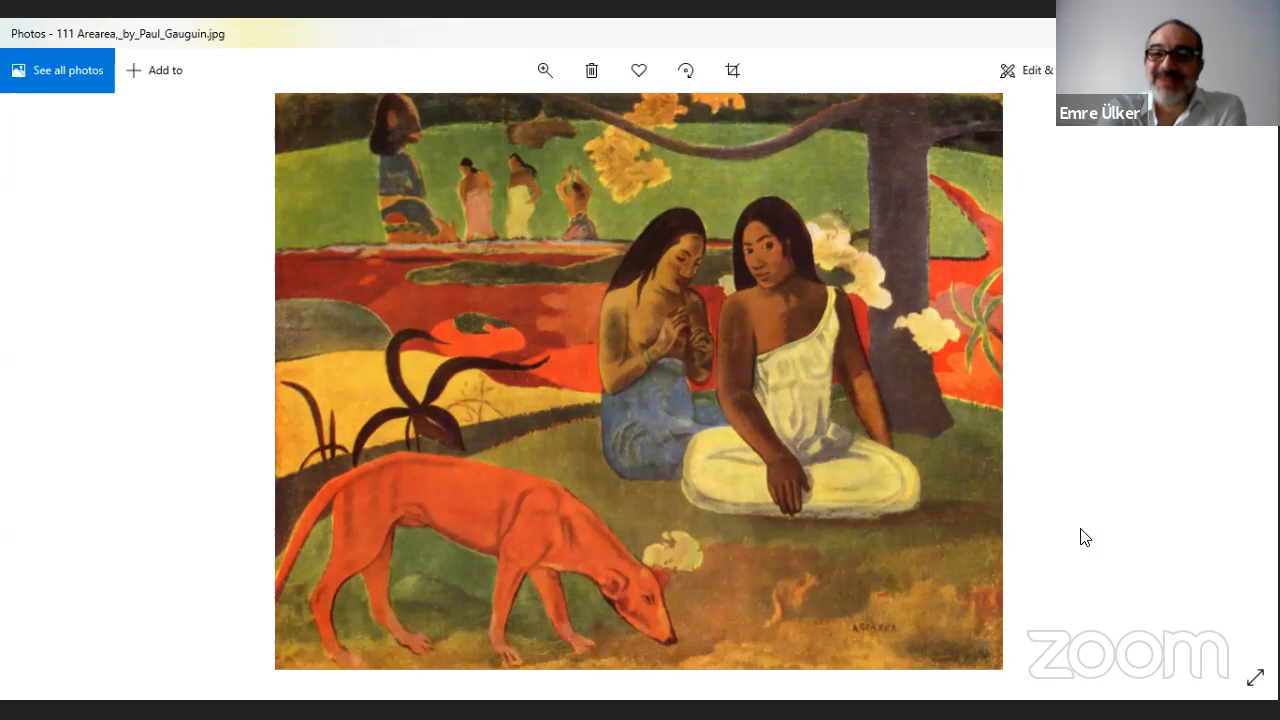 Photos - 111 Arearea,_by_Paul_Gauguin.jpg
See all photos
Add to
Edit &
Emre Ülker
AREAREA
zoom